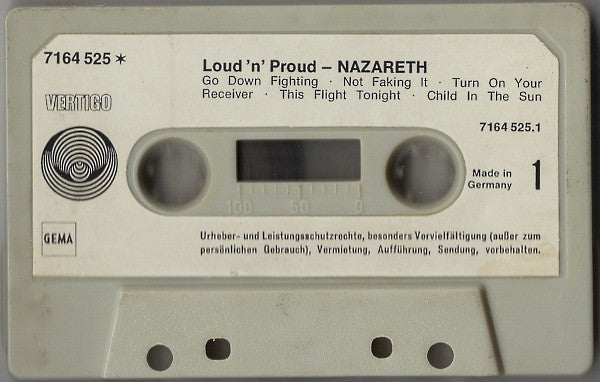 7164 525 *
Loud 'n' Proud – NAZARETH
Go Down Fighting · Not Faking It · Turn On Your
Receiver · This Flight Tonight · Child In The Sun
VERTIGO
7164 525.1
Made in
Germany
1
100 50 0
GEMA
Urheber- und Leistungsschutzrechte, besonders Vervielfältigung (außer zum
persönlichen Gebrauch), Vermietung, Aufführung, Sendung, vorbehalten.